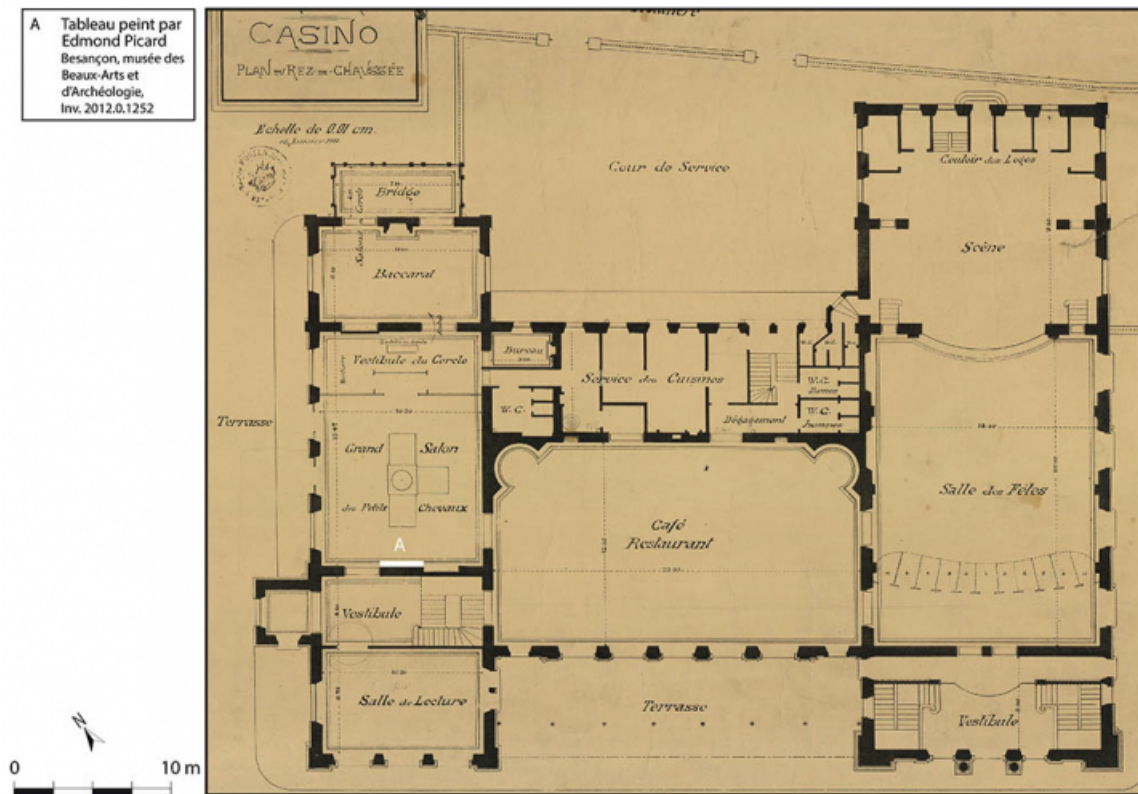 A Tableau peint par
Edmond Picard
Besançon, musée des
Beaux-Arts et
d'Archéologie,
Inv. 2012.0.1252
CASINO
PLAN DU REZ-DE-CHAUSSÉE
Echelle de 0.01 cm.
Cour de Service
Couloir des Loges
Bridge
Salons Cercle
Scène
Baccarat
Bureau
Vestibule du Cercle
Service des Cuisines
W.C.
Dames
W.C.
Hommes
W.C.
Dégagement
Terrasse
Grand Salon
des Petits Chevaux
Salle des Fêtes
Café
Restaurant
A
Vestibule
Salle de Lecture
Terrasse
Vestibule
N
0 10 m